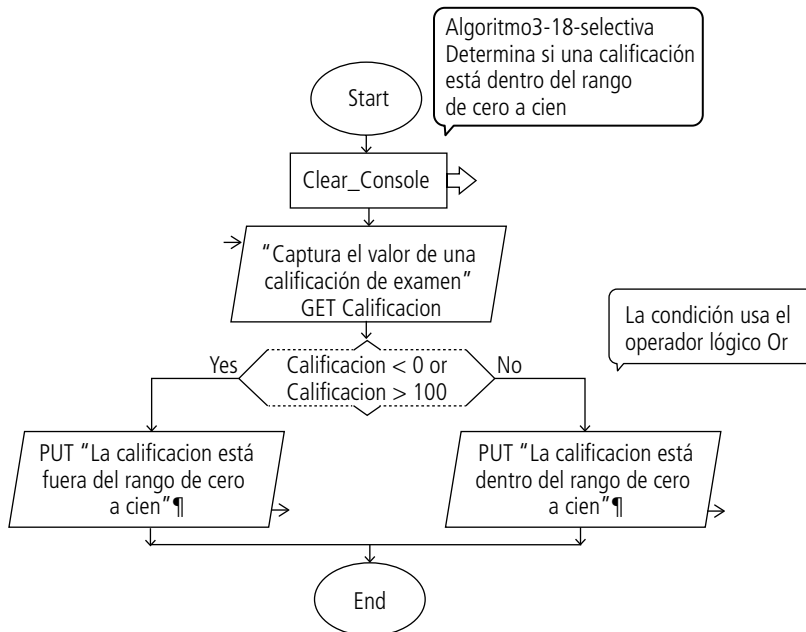 Algoritmo3-18-selectiva
Determina si una calificación
está dentro del rango
de cero a cien
Start
Clear_Console
"Captura el valor de una
calificación de examen"
GET Calificacion
La condición usa el
operador lógico Or
Yes
Calificacion < 0 or
Calificacion > 100
No
PUT "La calificacion está
fuera del rango de cero
a cien"¶
PUT "La calificacion está
dentro del rango de cero
a cien"¶
End